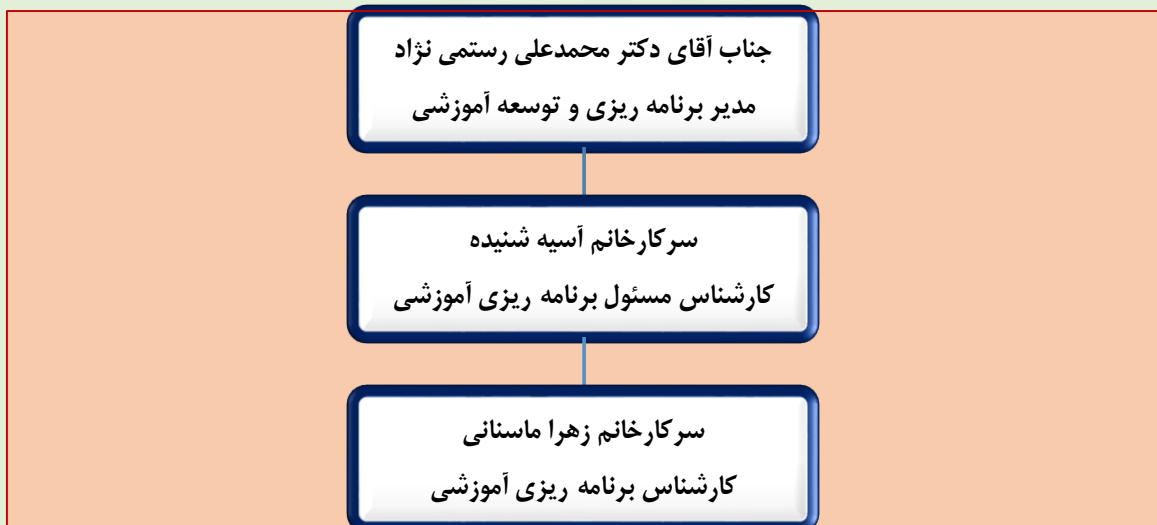 جناب آقای دکتر محمدعلی رستمی نژاد
مدیر برنامه ریزی و توسعه آموزشی
سرکارخانم آسیه شنیده
کارشناس مسئول برنامه ریزی آموزشی
سرکارخانم زهرا ماسنانی
کارشناس برنامه ریزی آموزشی